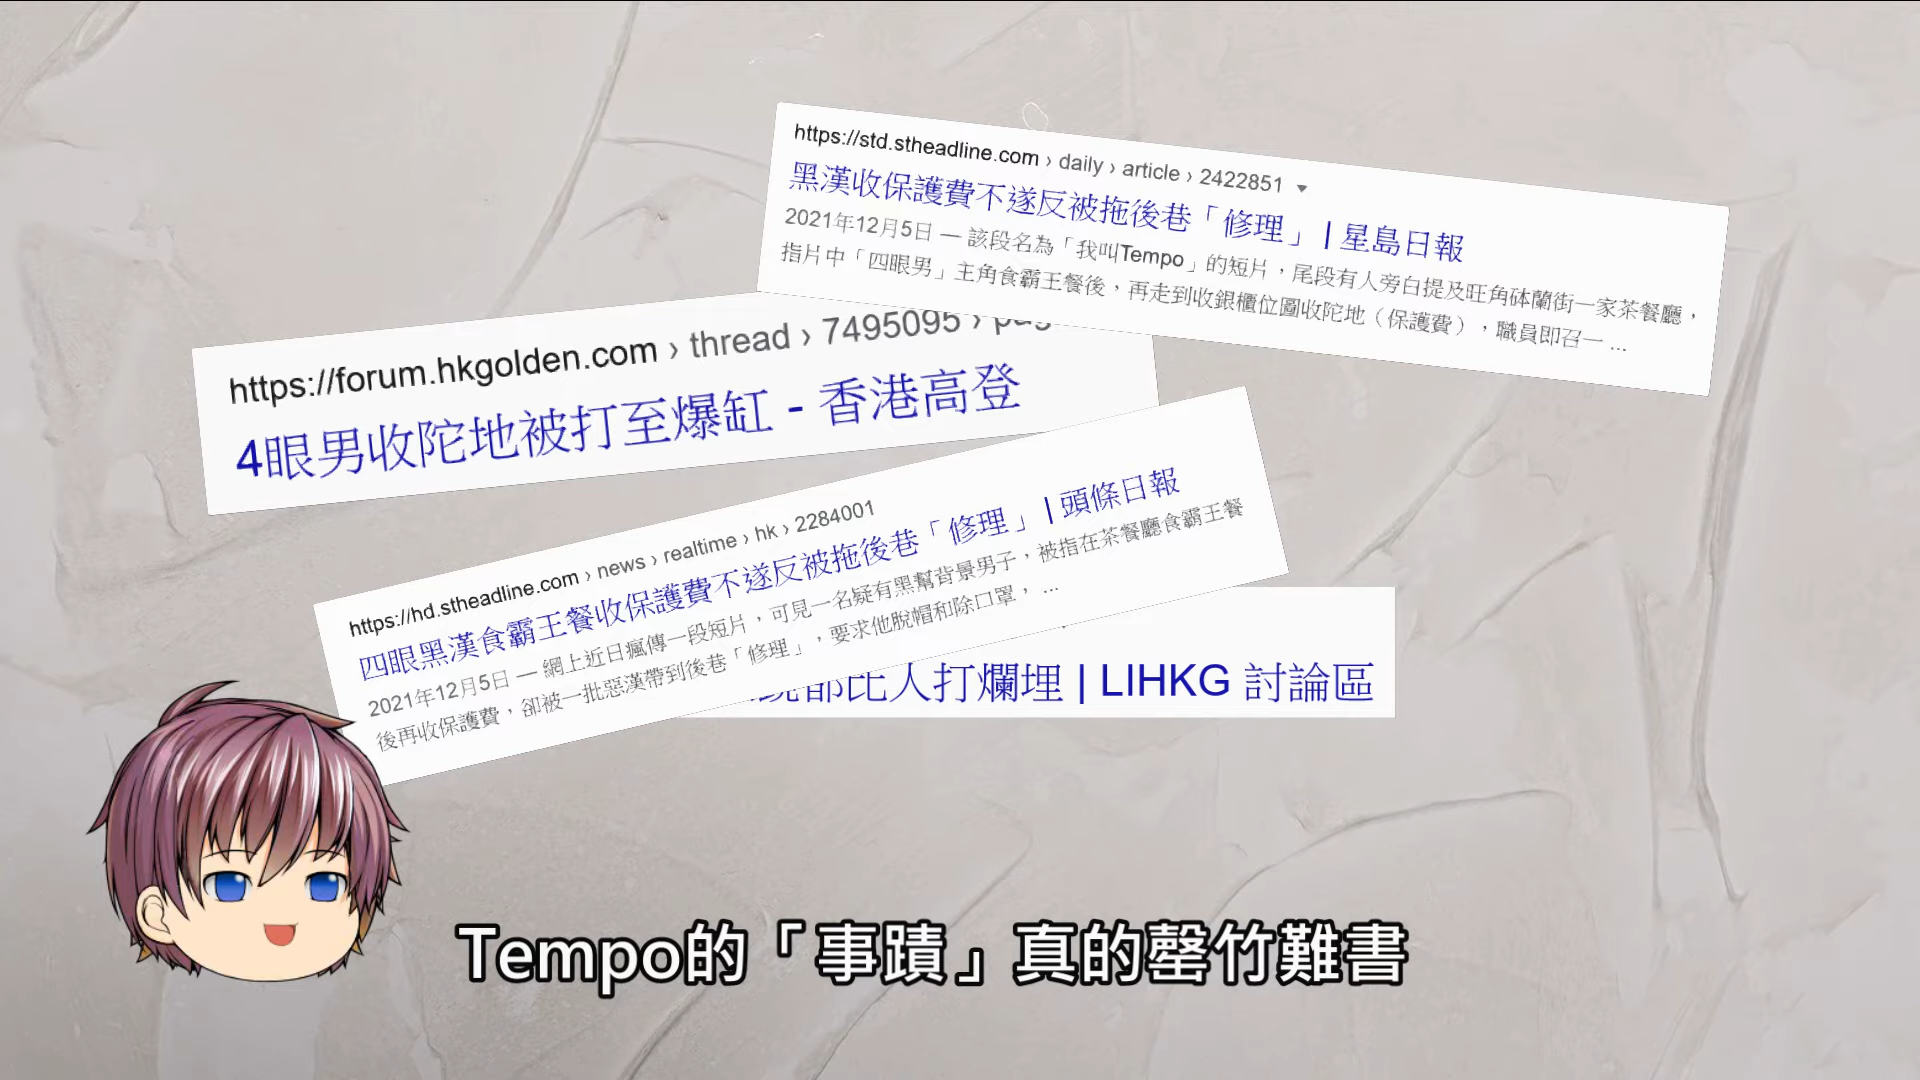 https://std.stheadline.com › daily › article › 2422851
黑漢收保護費不遂反被拖後巷「修理」 | 星島日報
2021年12月5日 — 該段名為「我叫Tempo」的短片，尾段有人旁白提及旺角砵蘭街一家茶餐廳，
指片中「四眼男」主角食霸王餐後，再走到收銀櫃位圖收陀地（保護費），職員即召一 ...
https://forum.hkgolden.com › thread › 7495095 ›
4眼男收陀地被打至爆缸 - 香港高登
https://hd.stheadline.com › news › realtime › hk › 2284001
四眼黑漢食霸王餐收保護費不遂反被拖後巷「修理」 | 頭條日報
2021年12月5日 — 網上近日瘋傳一段短片，可見一名疑有黑幫背景男子，被指在茶餐廳食霸王餐
後再收保護費，卻被一批惡漢帶到後巷「修理」，要求他脫帽和除口罩， ...
都比人打爛埋 | LIHKG 討論區
Tempo的「事蹟」真的罄竹難書